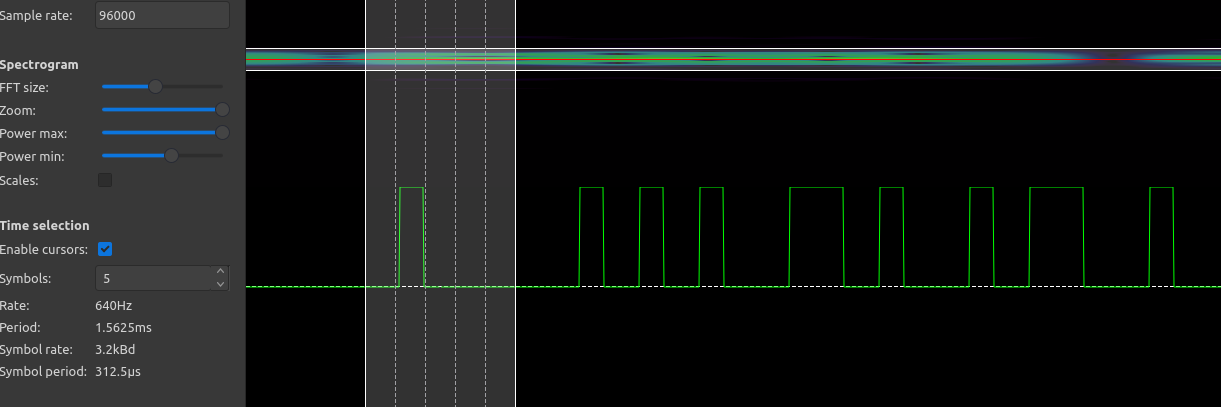 Sample rate: 96000
Spectrogram
FFT size:
Zoom:
Power max:
Power min:
Scales:
Time selection
Enable cursors:
Symbols: 5
Rate: 640Hz
Period: 1.5625ms
Symbol rate: 3.2kBd
Symbol period: 312.5µs